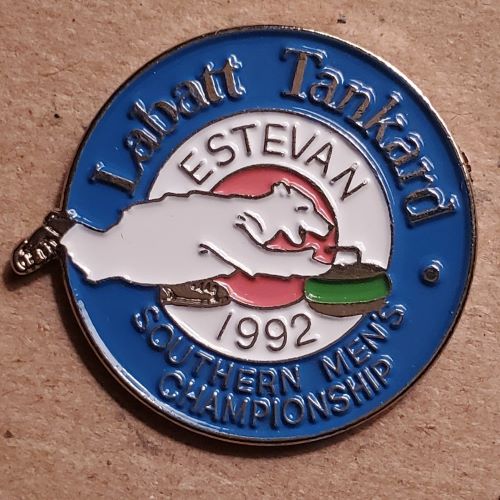 Labatt Tankard
ESTEVAN
1992
SOUTHERN MEN'S
CHAMPIONSHIP